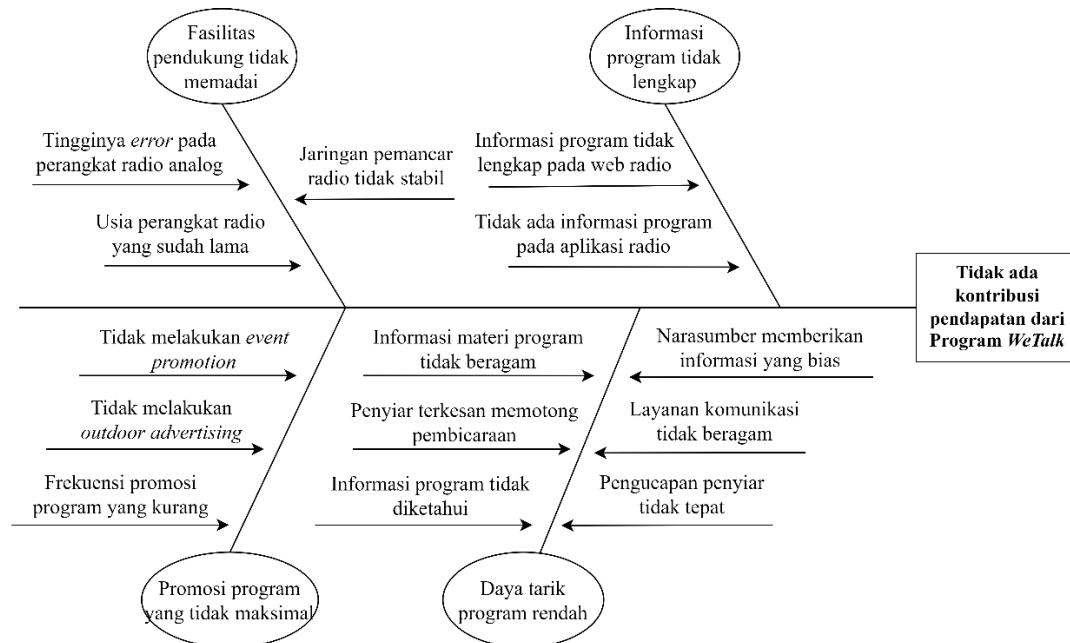 Fasilitas
pendukung tidak
memadai
Informasi
program tidak
lengkap
Tingginya error pada
perangkat radio analog
Jaringan pemancar
radio tidak stabil
Usia perangkat radio
yang sudah lama
Informasi program tidak
lengkap pada web radio
Tidak ada informasi program
pada aplikasi radio
Tidak ada
kontribusi
pendapatan dari
Program WeTalk
Tidak melakukan event
promotion
Tidak melakukan
outdoor advertising
Frekuensi promosi
program yang kurang
Informasi materi program
tidak beragam
Penyiar terkesan memotong
pembicaraan
Informasi program tidak
diketahui
Narasumber memberikan
informasi yang bias
Layanan komunikasi
tidak beragam
Pengucapan penyiar
tidak tepat
Promosi program
yang tidak maksimal
Daya tarik
program rendah